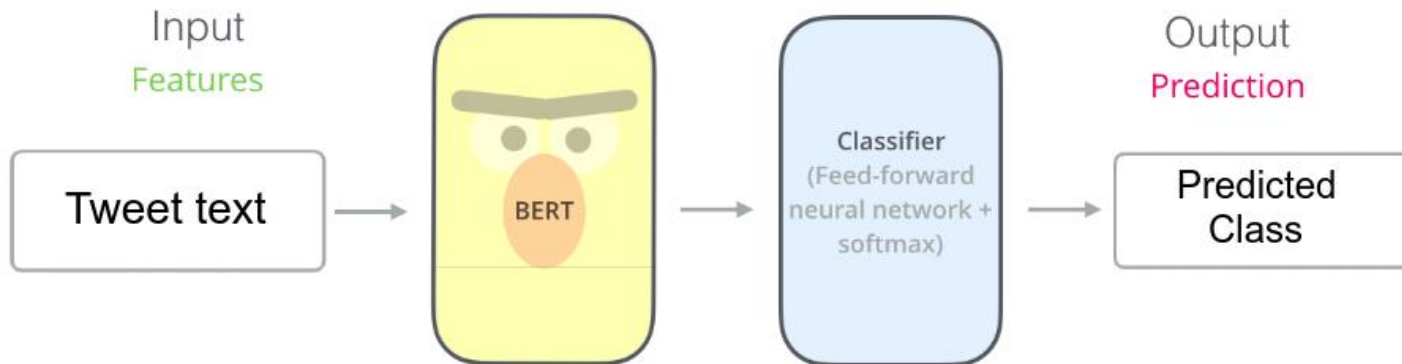 Input
Features
Tweet text
BERT
Classifier
(Feed-forward
neural network +
softmax)
Output
Prediction
Predicted
Class